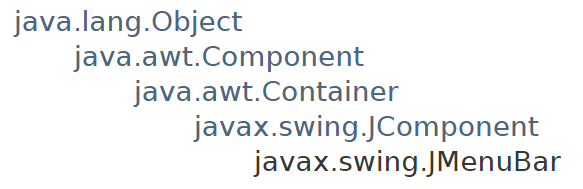 java.lang.Object
java.awt.Component
java.awt.Container
javax.swing.JComponent
javax.swing.JMenuBar